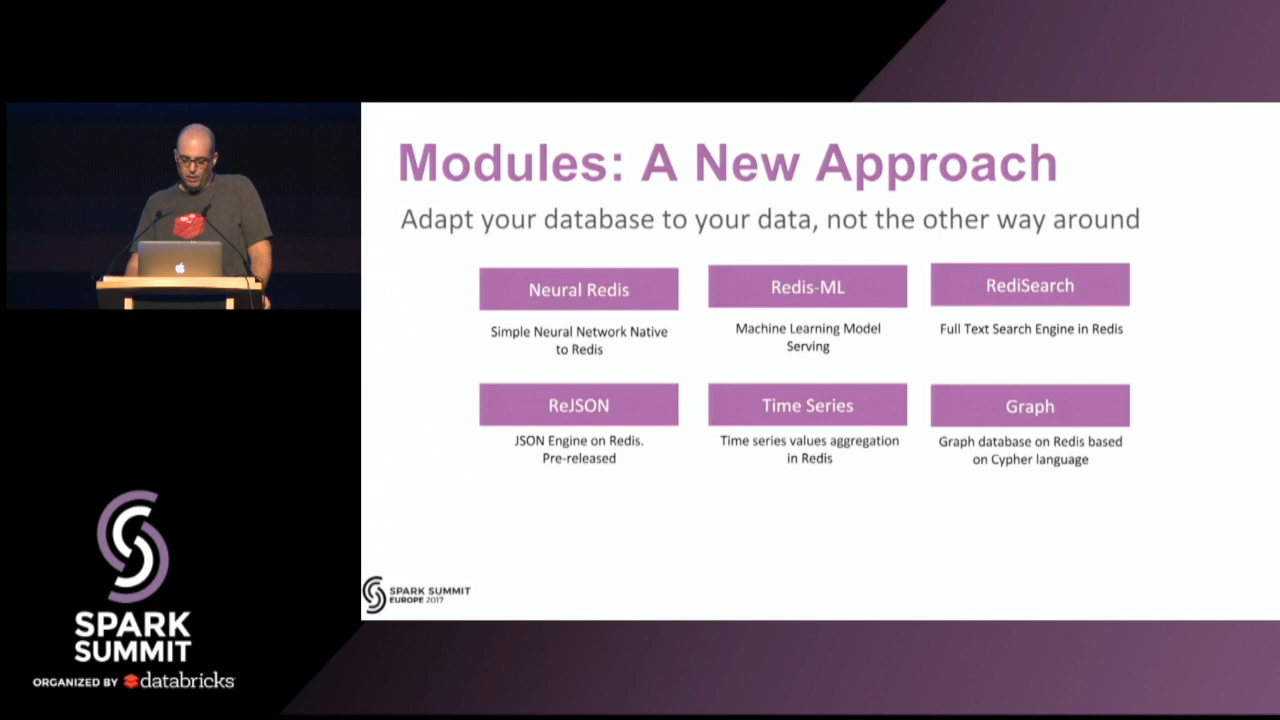 Modules: A New Approach
Adapt your database to your data, not the other way around
Neural Redis
Simple Neural Network Native
to Redis
Redis-ML
Machine Learning Model
Serving
RediSearch
Full Text Search Engine in Redis
ReJSON
JSON Engine on Redis.
Pre-released
Time Series
Time series values aggregation
in Redis
Graph
Graph database on Redis based
on Cypher language
SPARK SUMMIT
EUROPE 2017
SPARK
SUMMIT
ORGANIZED BY databricks